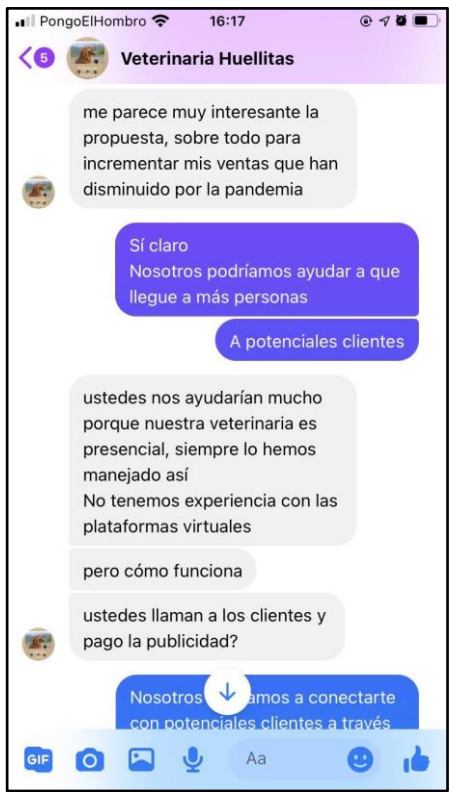 PongoElHombro 16:17
5 Veterinaria Huellitas
me parece muy interesante la
propuesta, sobre todo para
incrementar mis ventas que han
disminuido por la pandemia
Sí claro
Nosotros podríamos ayudar a que
llegue a más personas
A potenciales clientes
ustedes nos ayudarían mucho
porque nuestra veterinaria es
presencial, siempre lo hemos
manejado así
No tenemos experiencia con las
plataformas virtuales
pero cómo funciona
ustedes llaman a los clientes y
pago la publicidad?
Nosotros amos a conectarte
con potenciales clientes a través
GIF Aa